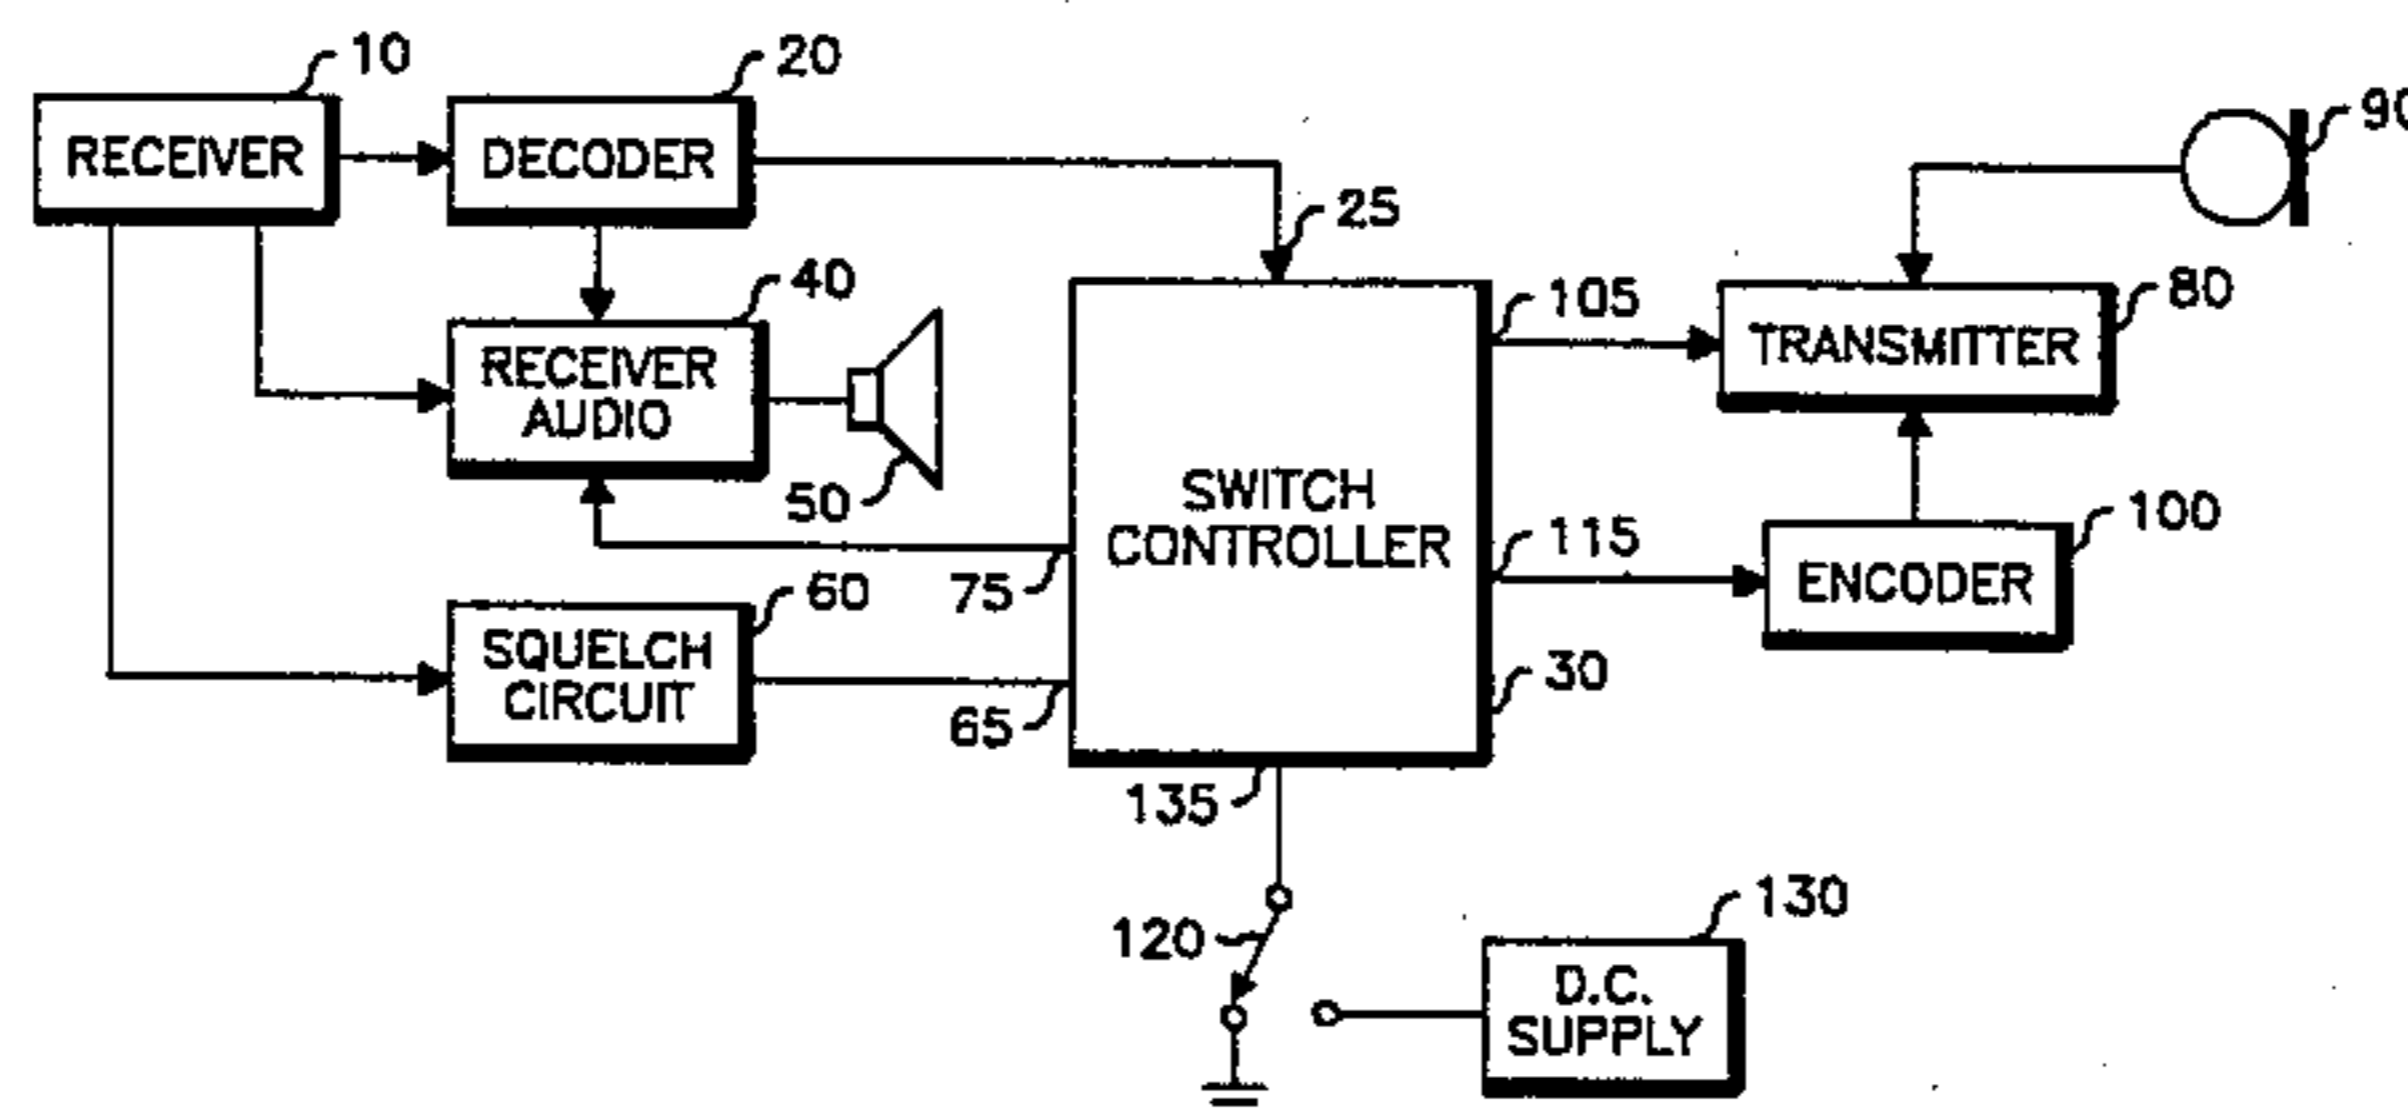 10
20
RECEIVER
DECODER
90
25
40
105
80
RECEIVER
AUDIO
TRANSMITTER
50
SWITCH
CONTROLLER
100
115
75
60
ENCODER
SQUELCH
CIRCUIT
30
65
135
120
130
D.C.
SUPPLY